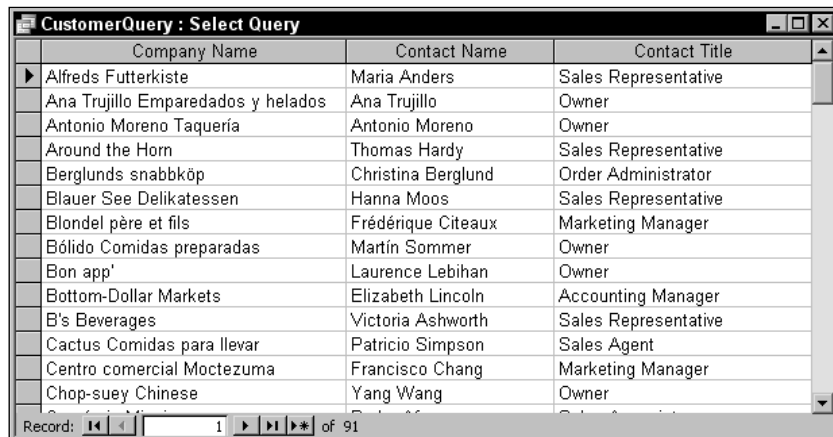 CustomerQuery : Select Query
Company Name Contact Name Contact Title
Alfreds Futterkiste Maria Anders Sales Representative
Ana Trujillo Emparedados y helados Ana Trujillo Owner
Antonio Moreno Taquería Antonio Moreno Owner
Around the Horn Thomas Hardy Sales Representative
Berglunds snabbköp Christina Berglund Order Administrator
Blauer See Delikatessen Hanna Moos Sales Representative
Blondel père et fils Frédérique Citeaux Marketing Manager
Bólido Comidas preparadas Martín Sommer Owner
Bon app' Laurence Lebihan Owner
Bottom-Dollar Markets Elizabeth Lincoln Accounting Manager
B's Beverages Victoria Ashworth Sales Representative
Cactus Comidas para llevar Patricio Simpson Sales Agent
Centro comercial Moctezuma Francisco Chang Marketing Manager
Chop-suey Chinese Yang Wang Owner
Record: 1 of 91